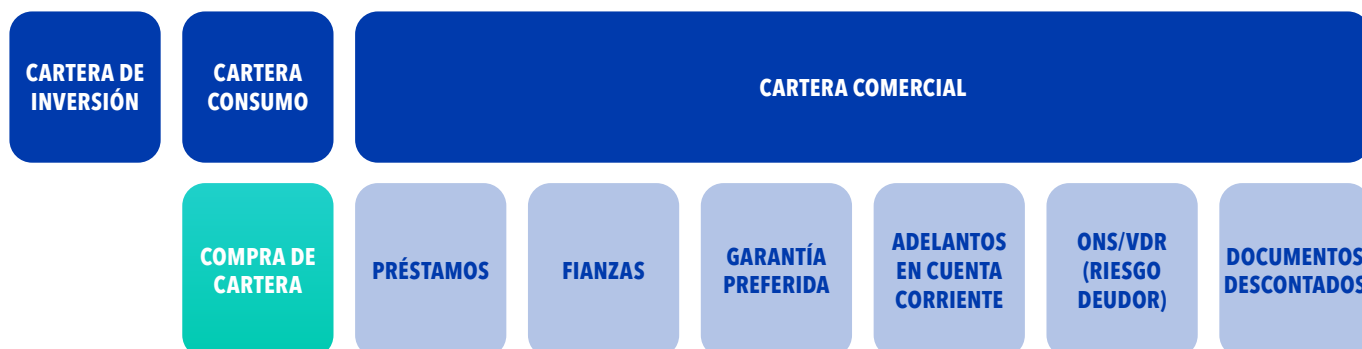 CARTERA DE
INVERSIÓN
CARTERA
CONSUMO
CARTERA COMERCIAL
COMPRA DE
CARTERA
PRÉSTAMOS
FIANZAS
GARANTÍA
PREFERIDA
ADELANTOS
EN CUENTA
CORRIENTE
ONS/VDR
(RIESGO
DEUDOR)
DOCUMENTOS
DESCONTADOS